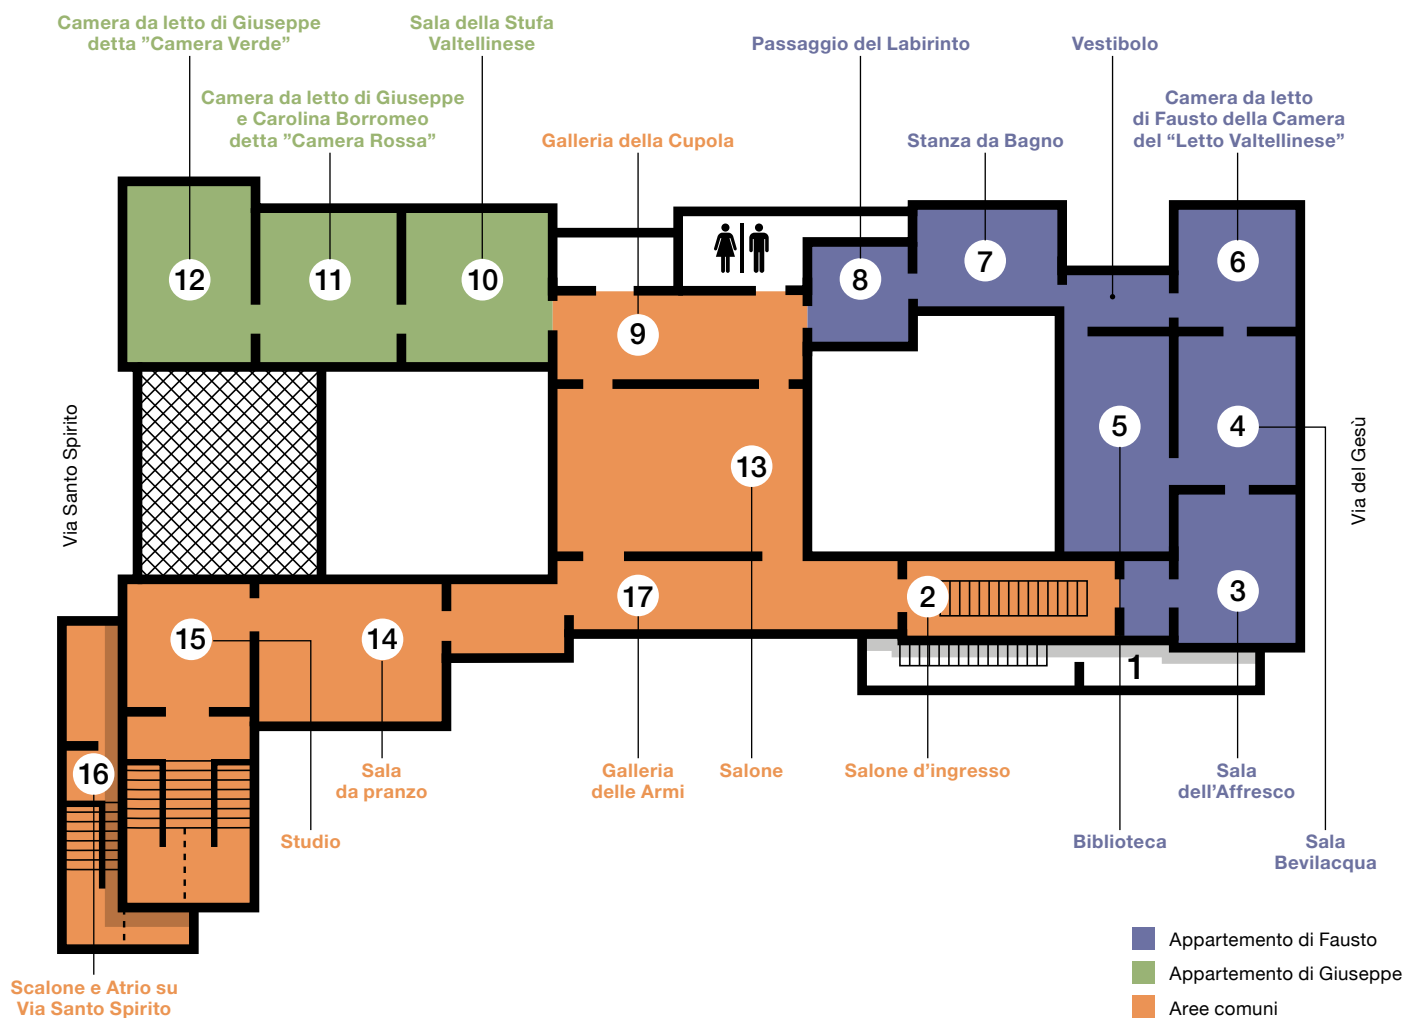 Camera da letto di Giuseppe
detta ”Camera Verde”
Sala della Stufa
Valtellinese
Passaggio del Labirinto
Vestibolo
Camera da letto di Giuseppe
e Carolina Borromeo
detta ”Camera Rossa”
Galleria della Cupola
Stanza da Bagno
Camera da letto
di Fausto della Camera
del “Letto Valtellinese”
12
11
10
9
8
7
6
5
4
13
Via Santo Spirito
Via del Gesù
17
2
3
15
14
1
16
Sala
da pranzo
Galleria
delle Armi
Salone
Salone d’ingresso
Sala
dell’Affresco
Studio
Biblioteca
Sala
Bevilacqua
Scalone e Atrio su
Via Santo Spirito
Appartemento di Fausto
Appartemento di Giuseppe
Aree comuni